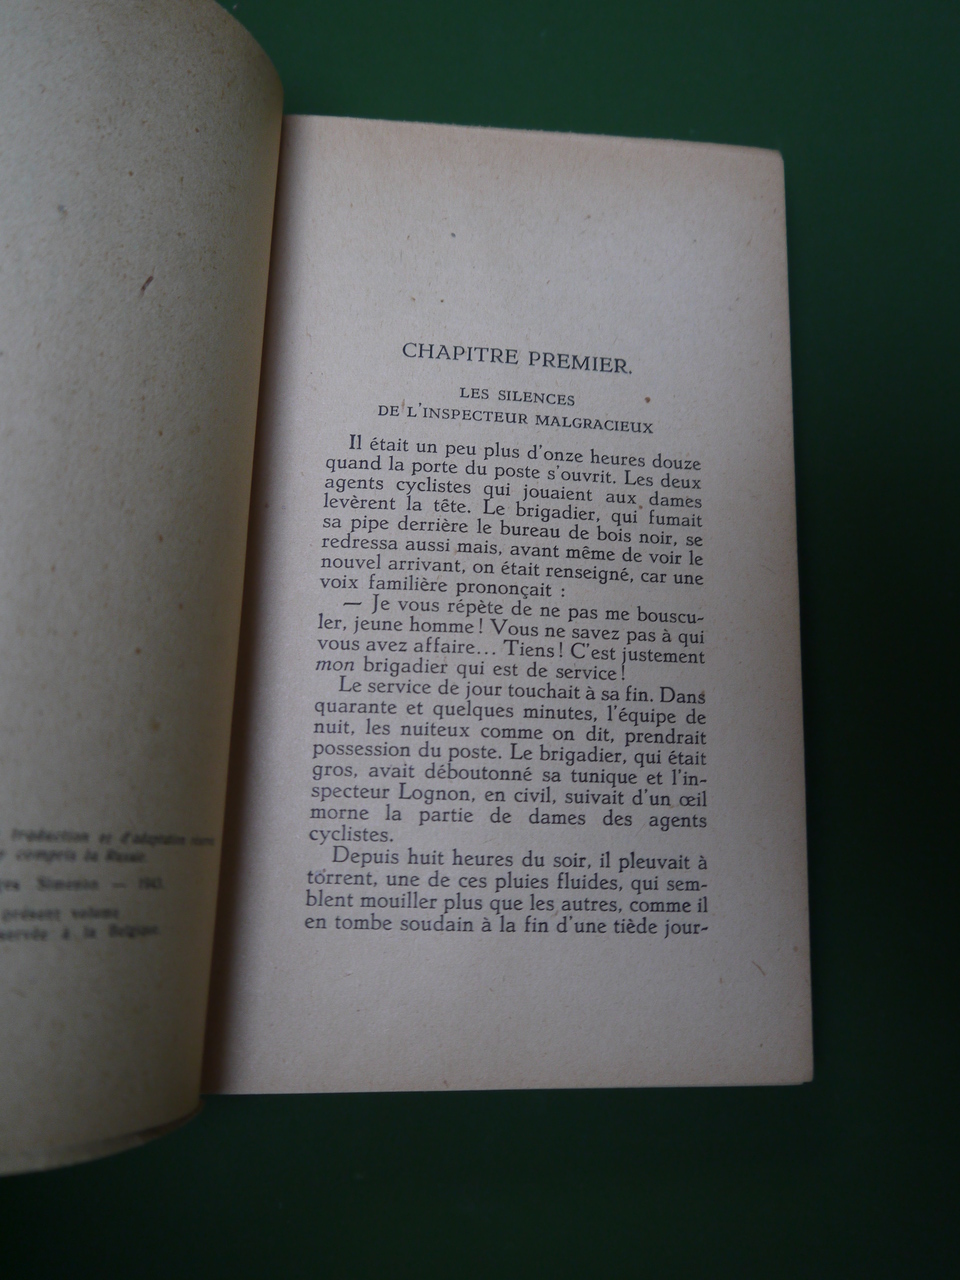 traduction et d'adaptation
compris la Russie.
Simenon — 194
présent volume
à la Belgique
CHAPITRE PREMIER.
LES SILENCES
DE L'INSPECTEUR MALGRACIEUX
Il était un peu plus d'onze heures douze
quand la porte du poste s'ouvrit. Les deux
agents cyclistes qui jouaient aux dames
levèrent la tête. Le brigadier, qui fumait
sa pipe derrière le bureau de bois noir, se
redressa aussi mais, avant même de voir le
nouvel arrivant, on était renseigné, car une
voix familière prononçait :
— Je vous répète de ne pas me bouscu-
ler, jeune homme ! Vous ne savez pas à qui
vous avez affaire... Tiens ! C'est justement
mon brigadier qui est de service !
Le service de jour touchait à sa fin. Dans
quarante et quelques minutes, l'équipe de
nuit, les nuiteux comme on dit, prendrait
possession du poste. Le brigadier, qui était
gros, avait déboutonné sa tunique et l'in-
specteur Lognon, en civil, suivait d'un œil
morne la partie de dames des agents
cyclistes.
Depuis huit heures du soir, il pleuvait à
torrent, une de ces pluies fluides, qui sem-
blent mouiller plus que les autres, comme il
en tombe soudain à la fin d'une tiède jour-